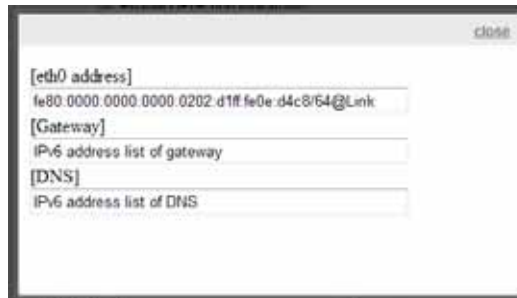 close
[eth0 address]
fe80:0000:0000:0000:0202:d1ff:fe0e:d4c8/64@Link
[Gateway]
IPv6 address list of gateway
[DNS]
IPv6 address list of DNS